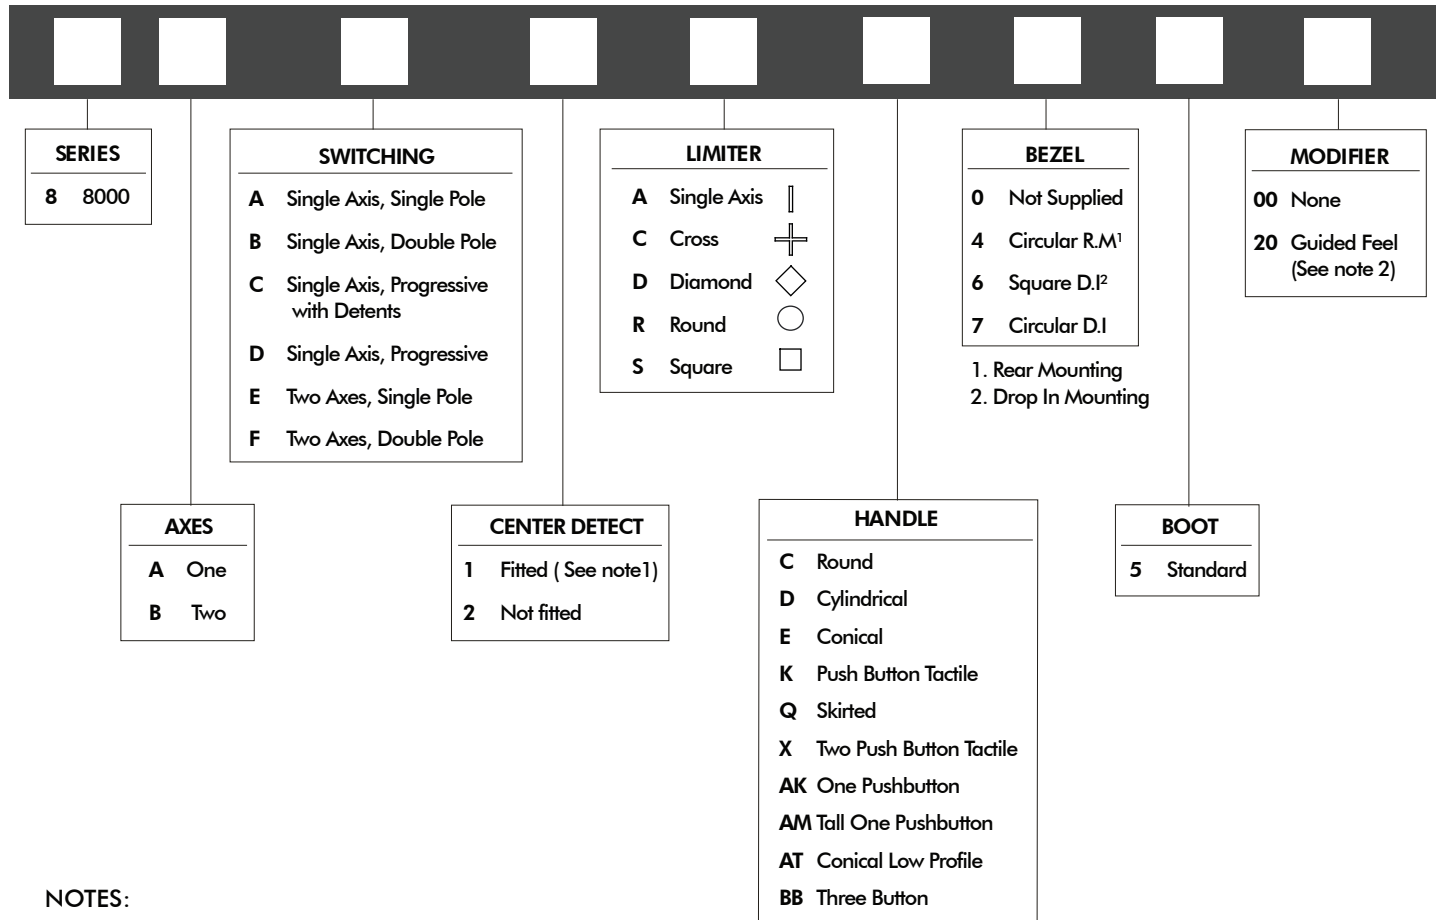 SERIES
8 8000
SWITCHING
A Single Axis, Single Pole
B Single Axis, Double Pole
C Single Axis, Progressive
with Detents
D Single Axis, Progressive
E Two Axes, Single Pole
F Two Axes, Double Pole
LIMITER
A Single Axis
C Cross
D Diamond
R Round
S Square
BEZEL
0 Not Supplied
4 Circular R.M¹
6 Square D.I²
7 Circular D.I
1. Rear Mounting
2. Drop In Mounting
MODIFIER
00 None
20 Guided Feel
(See note 2)
AXES
A One
B Two
CENTER DETECT
1 Fitted ( See note1)
2 Not fitted
HANDLE
C Round
D Cylindrical
E Conical
K Push Button Tactile
Q Skirted
X Two Push Button Tactile
AK One Pushbutton
AM Tall One Pushbutton
AT Conical Low Profile
BB Three Button
BOOT
5 Standard
NOTES: